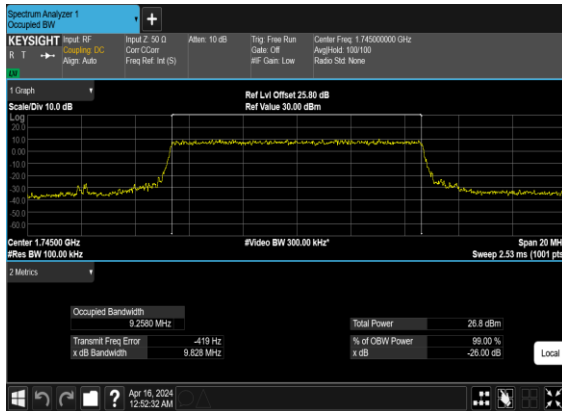 Spectrum Analyzer 1
Occupied BW
+
KEYSIGHT
R T
Input: RF
Coupling: DC
Align: Auto
Input Z: 50 Ω
Corr CCorr
Freq Ref: Int (S)
Atten: 10 dB
Trig: Free Run
Gate: Off
#IF Gain: Low
Center Freq: 1.745000000 GHz
Avg|Hold: 100/100
Radio Std: None
1 Graph
Scale/Div 10.0 dB
Ref Lvl Offset 25.80 dB
Ref Value 30.00 dBm
Log
20.0
10.0
0.00
-10.0
-20.0
-30.0
-40.0
-50.0
-60.0
Center 1.74500 GHz
#Res BW 100.00 kHz
#Video BW 300.00 kHz*
Span 20 MH
Sweep 2.53 ms (1001 pts
2 Metrics
Occupied Bandwidth
9.2580 MHz
Transmit Freq Error -419 Hz
x dB Bandwidth 9.828 MHz
Total Power 26.8 dBm
% of OBW Power 99.00 %
x dB -26.00 dB
Local
?
Apr 16, 2024
12:52:32 AM